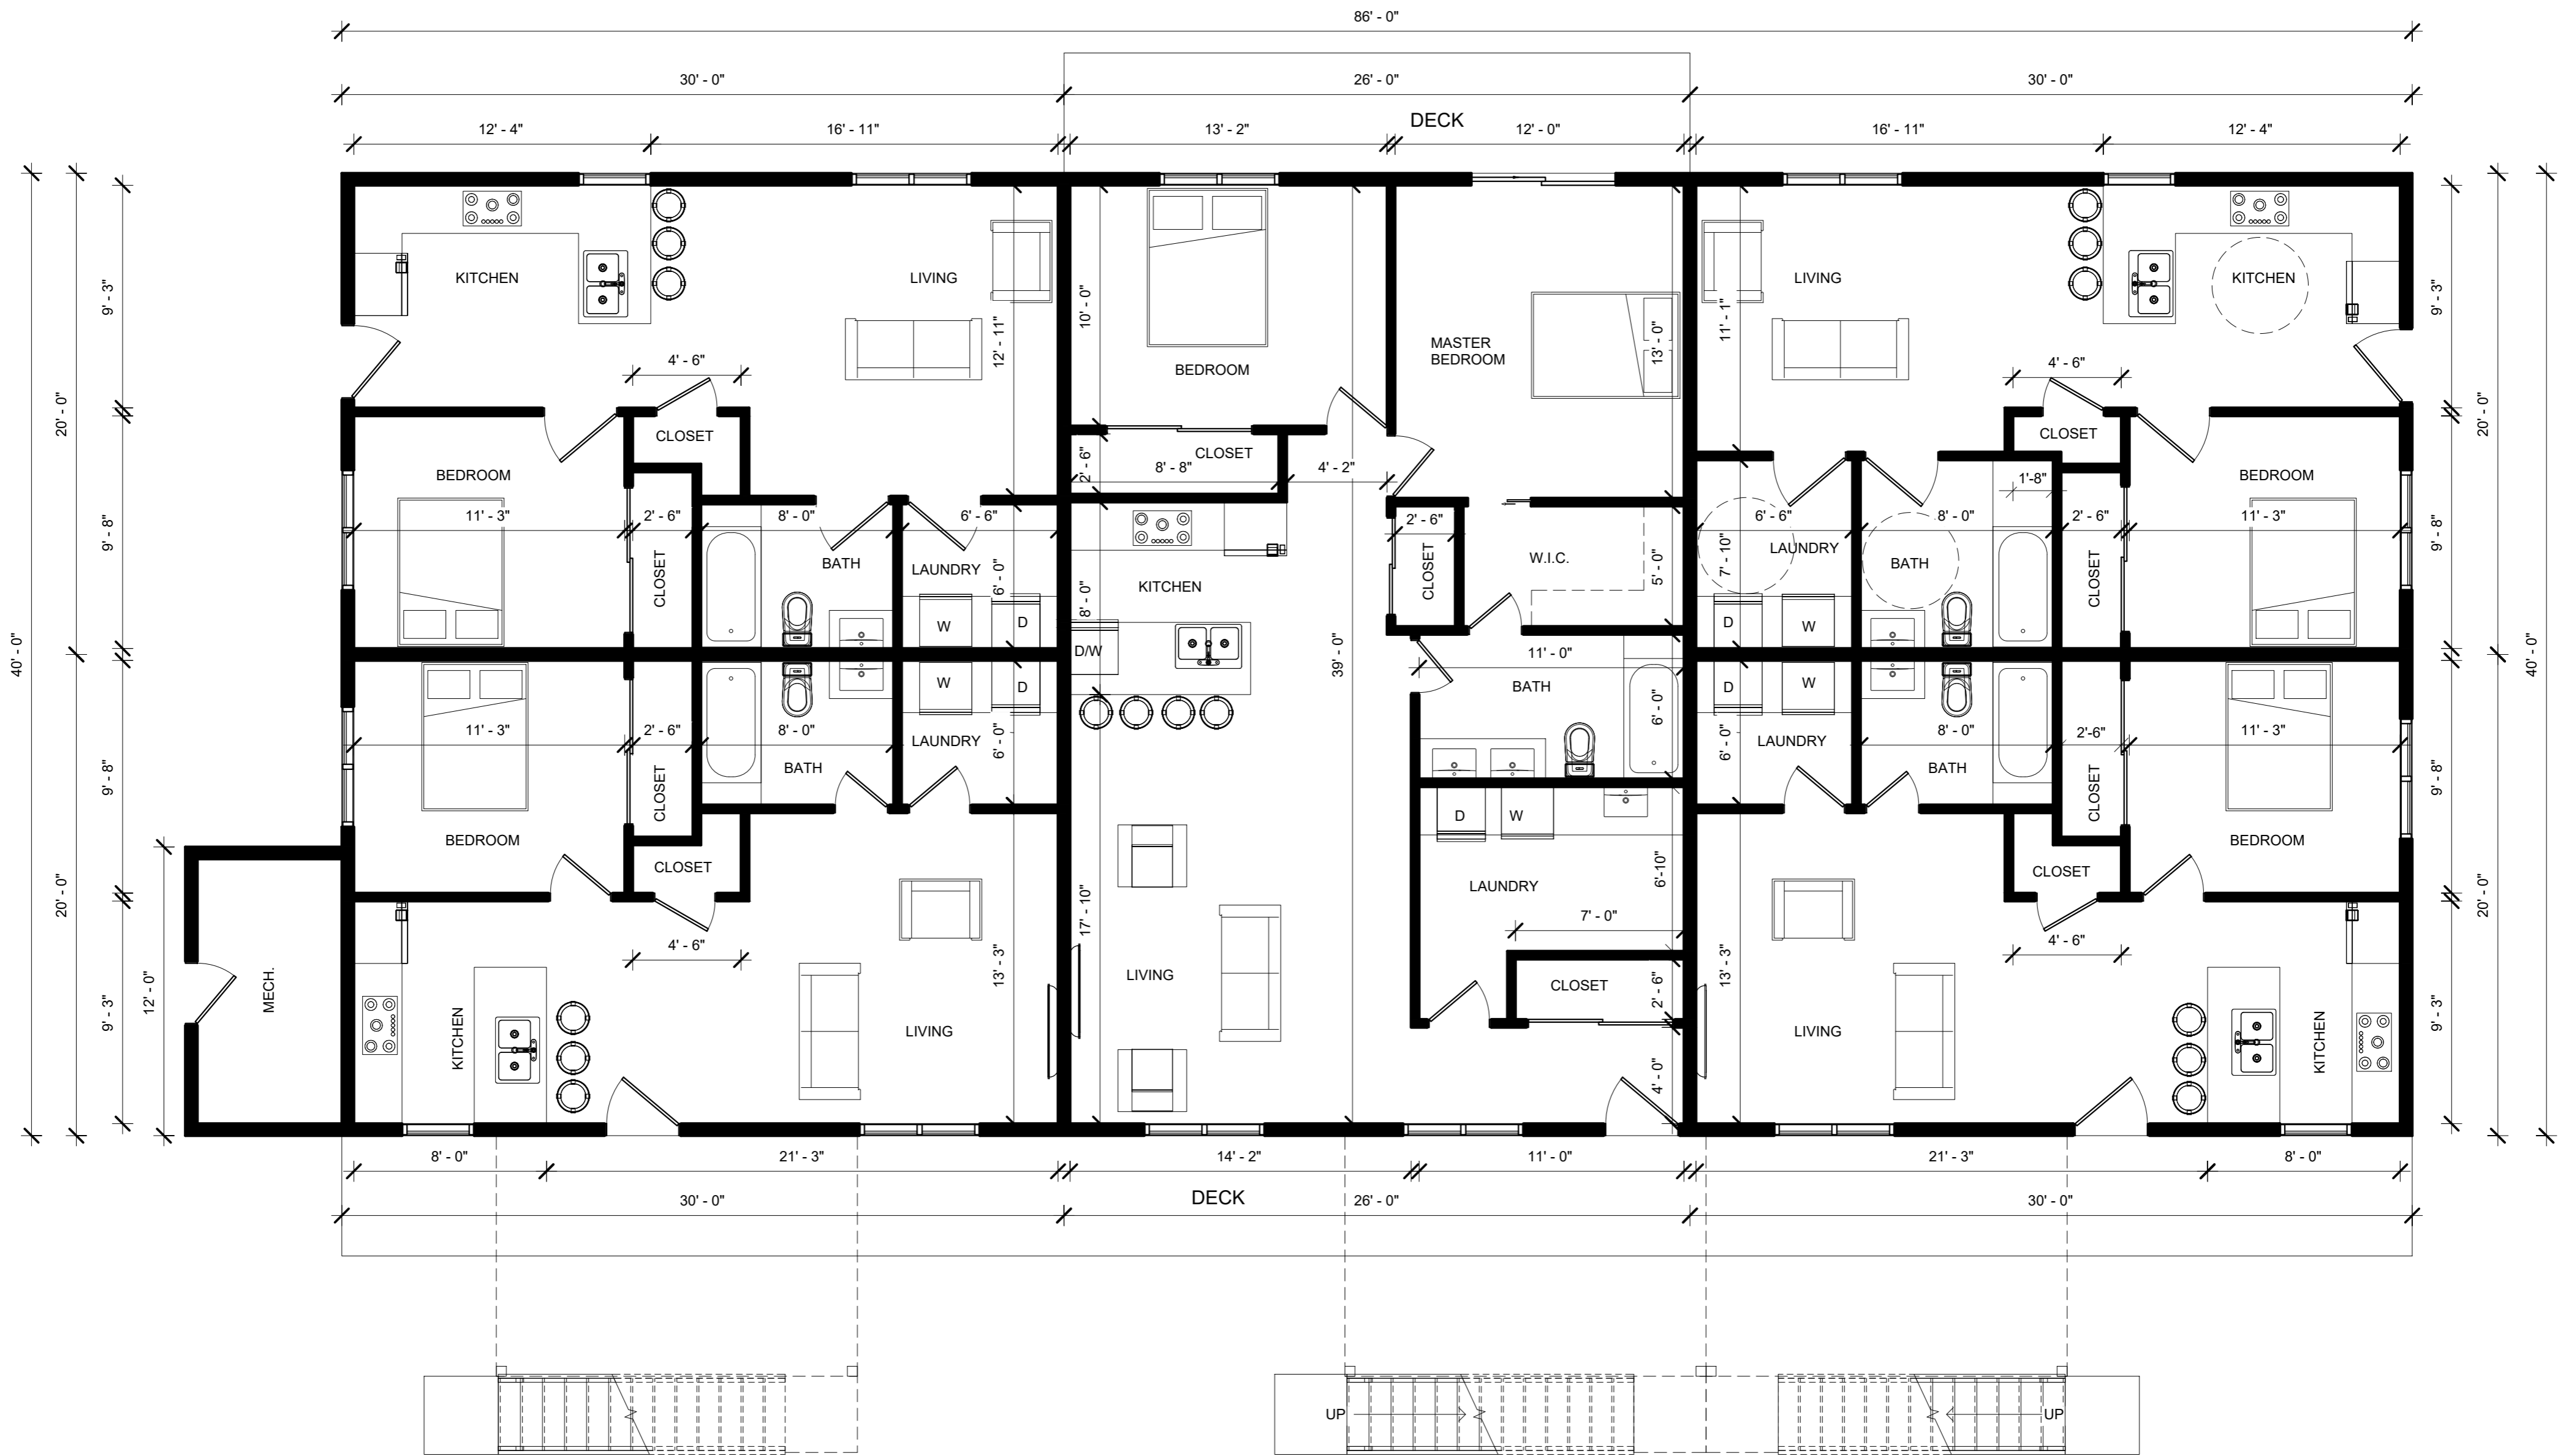 86' - 0"
30' - 0"
26' - 0"
30' - 0"
DECK
12' - 4"
16' - 11"
13' - 2"
12' - 0"
16' - 11"
12' - 4"
40' - 0"
20' - 0"
9' - 3"
KITCHEN
LIVING
12' - 11"
10' - 0"
BEDROOM
MASTER
BEDROOM
13' - 0"
11' - 1"
LIVING
KITCHEN
9' - 3"
20' - 0"
40' - 0"
4' - 6"
4' - 6"
CLOSET
CLOSET
2' - 6"
8' - 8"
4' - 2"
CLOSET
BEDROOM
BEDROOM
1'-8"
9' - 8"
11' - 3"
2' - 6"
8' - 0"
6' - 6"
2' - 6"
6' - 6"
8' - 0"
2' - 6"
11' - 3"
9' - 8"
CLOSET
BATH
LAUNDRY
6' - 0"
8' - 0"
KITCHEN
39' - 0"
CLOSET
W.I.C.
5' - 0"
7' - 10"
LAUNDRY
BATH
CLOSET
W
D
D
W
D/W
11' - 0"
W
D
BATH
6' - 0"
D
W
9' - 8"
11' - 3"
2' - 6"
8' - 0"
LAUNDRY
6' - 0"
6' - 0"
LAUNDRY
8' - 0"
2'-6"
11' - 3"
9' - 8"
CLOSET
BATH
BATH
CLOSET
BEDROOM
D
W
BEDROOM
CLOSET
LAUNDRY
6'-10"
CLOSET
20' - 0"
17' - 10"
7' - 0"
20' - 0"
4' - 6"
4' - 6"
12' - 0"
MECH.
9' - 3"
KITCHEN
LIVING
13' - 3"
LIVING
CLOSET
2' - 6"
4' - 0"
13' - 3"
LIVING
KITCHEN
9' - 3"
8' - 0"
21' - 3"
14' - 2"
11' - 0"
21' - 3"
8' - 0"
DECK
30' - 0"
26' - 0"
30' - 0"
UP
UP